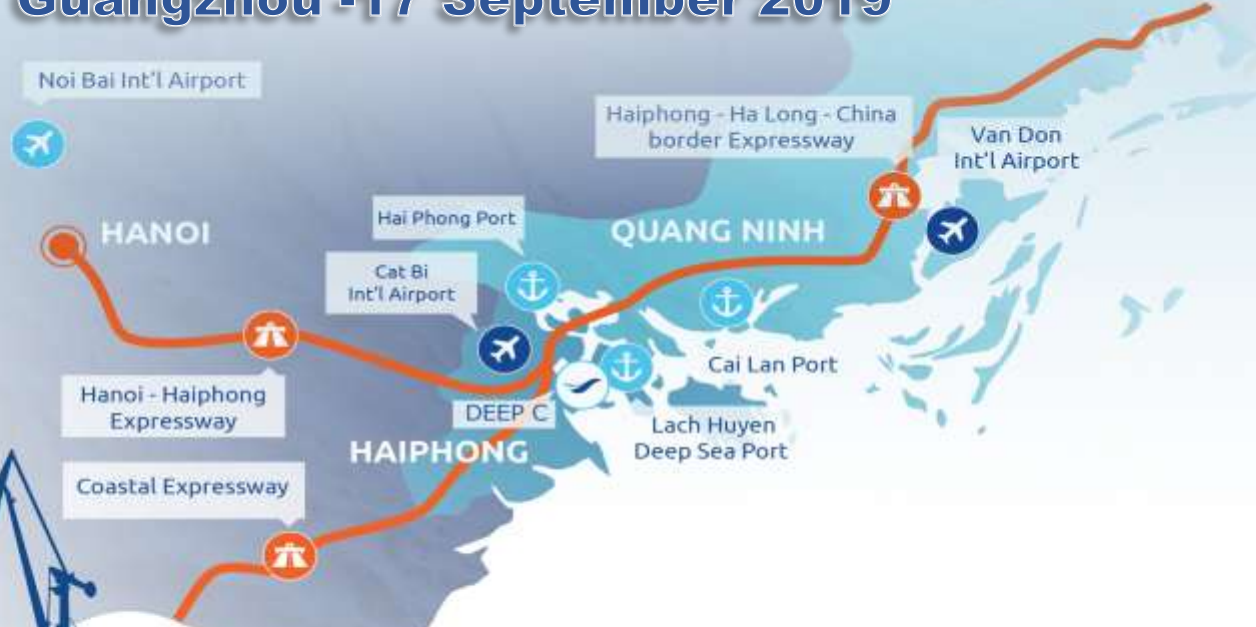 Guangzhou -17 September 2019
Noi Bai Int'l Airport
Haiphong - Ha Long - China
border Expressway
Van Don
Int'l Airport
Hai Phong Port
HANOI
QUANG NINH
Cat Bi
Int'l Airport
Cai Lan Port
Hanoi - Haiphong
Expressway
DEEP C
Lach Huyen
Deep Sea Port
HAIPHONG
Coastal Expressway